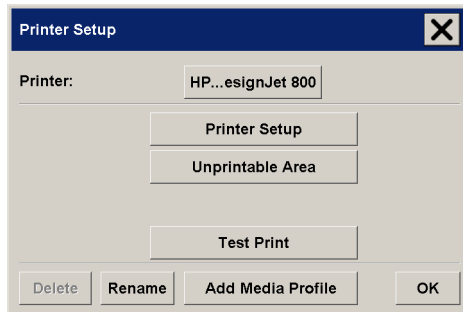 Printer Setup
Printer: HP...esignJet 800
Printer Setup
Unprintable Area
Test Print
Delete Rename Add Media Profile OK